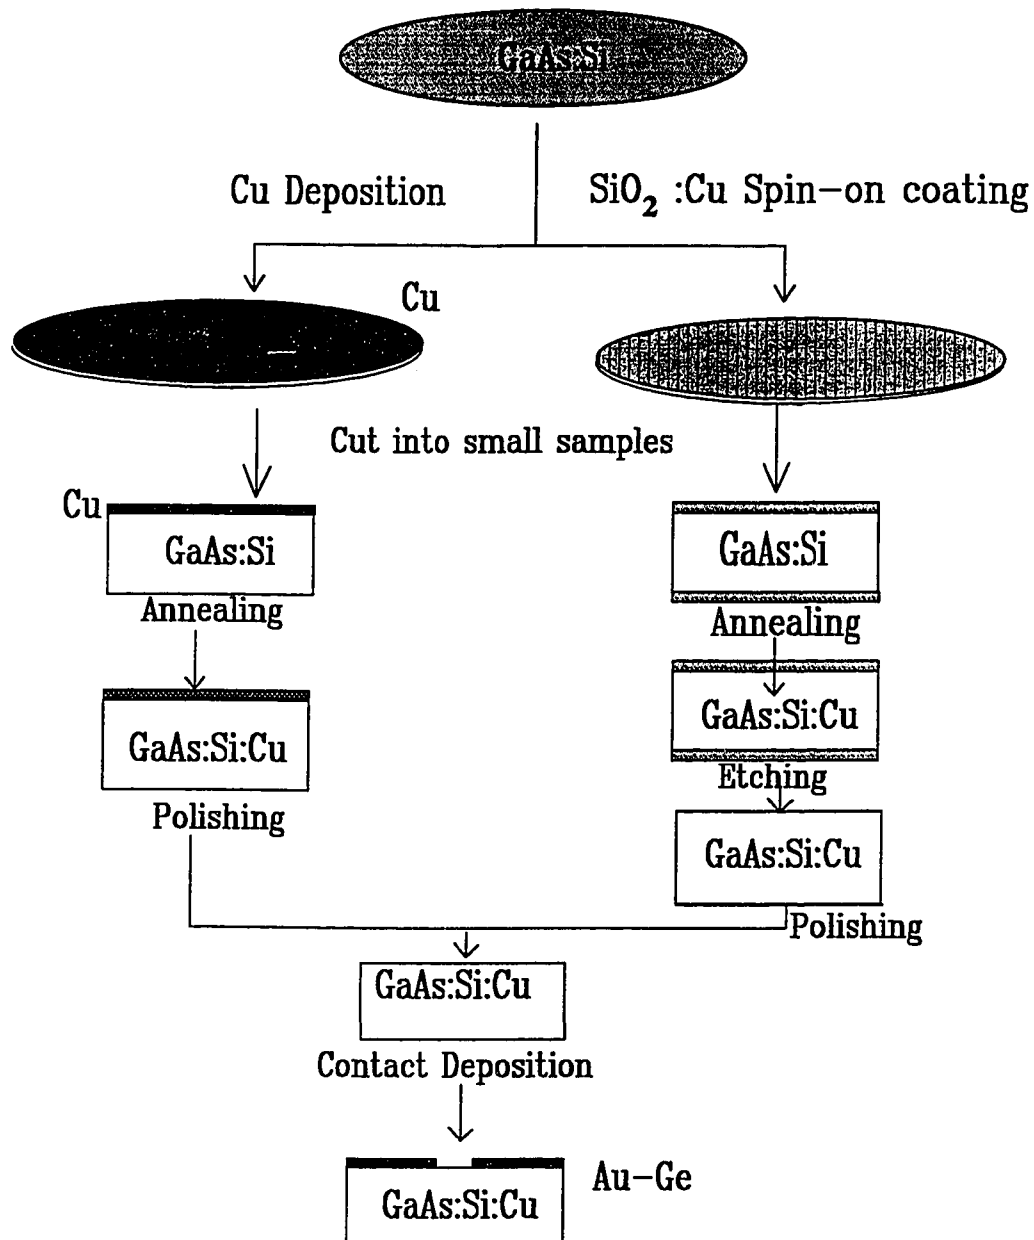 GaAs:Si
Cu Deposition
SiO₂ :Cu Spin-on coating
Cu
Cut into small samples
Cu
GaAs:Si
GaAs:Si
Annealing
Annealing
GaAs:Si:Cu
GaAs:Si:Cu
Etching
Polishing
GaAs:Si:Cu
Polishing
GaAs:Si:Cu
Contact Deposition
Au-Ge
GaAs:Si:Cu